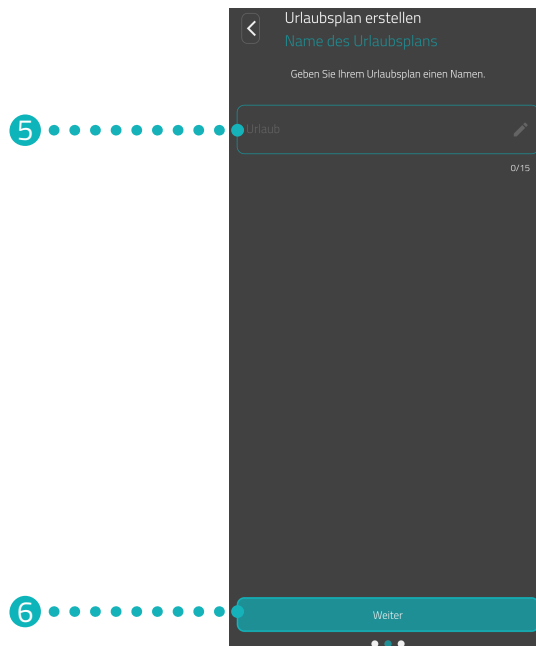 Urlaubsplan erstellen
Name des Urlaubsplans
Geben Sie Ihrem Urlaubsplan einen Namen.
5
Urlaub
0/15
6
Weiter